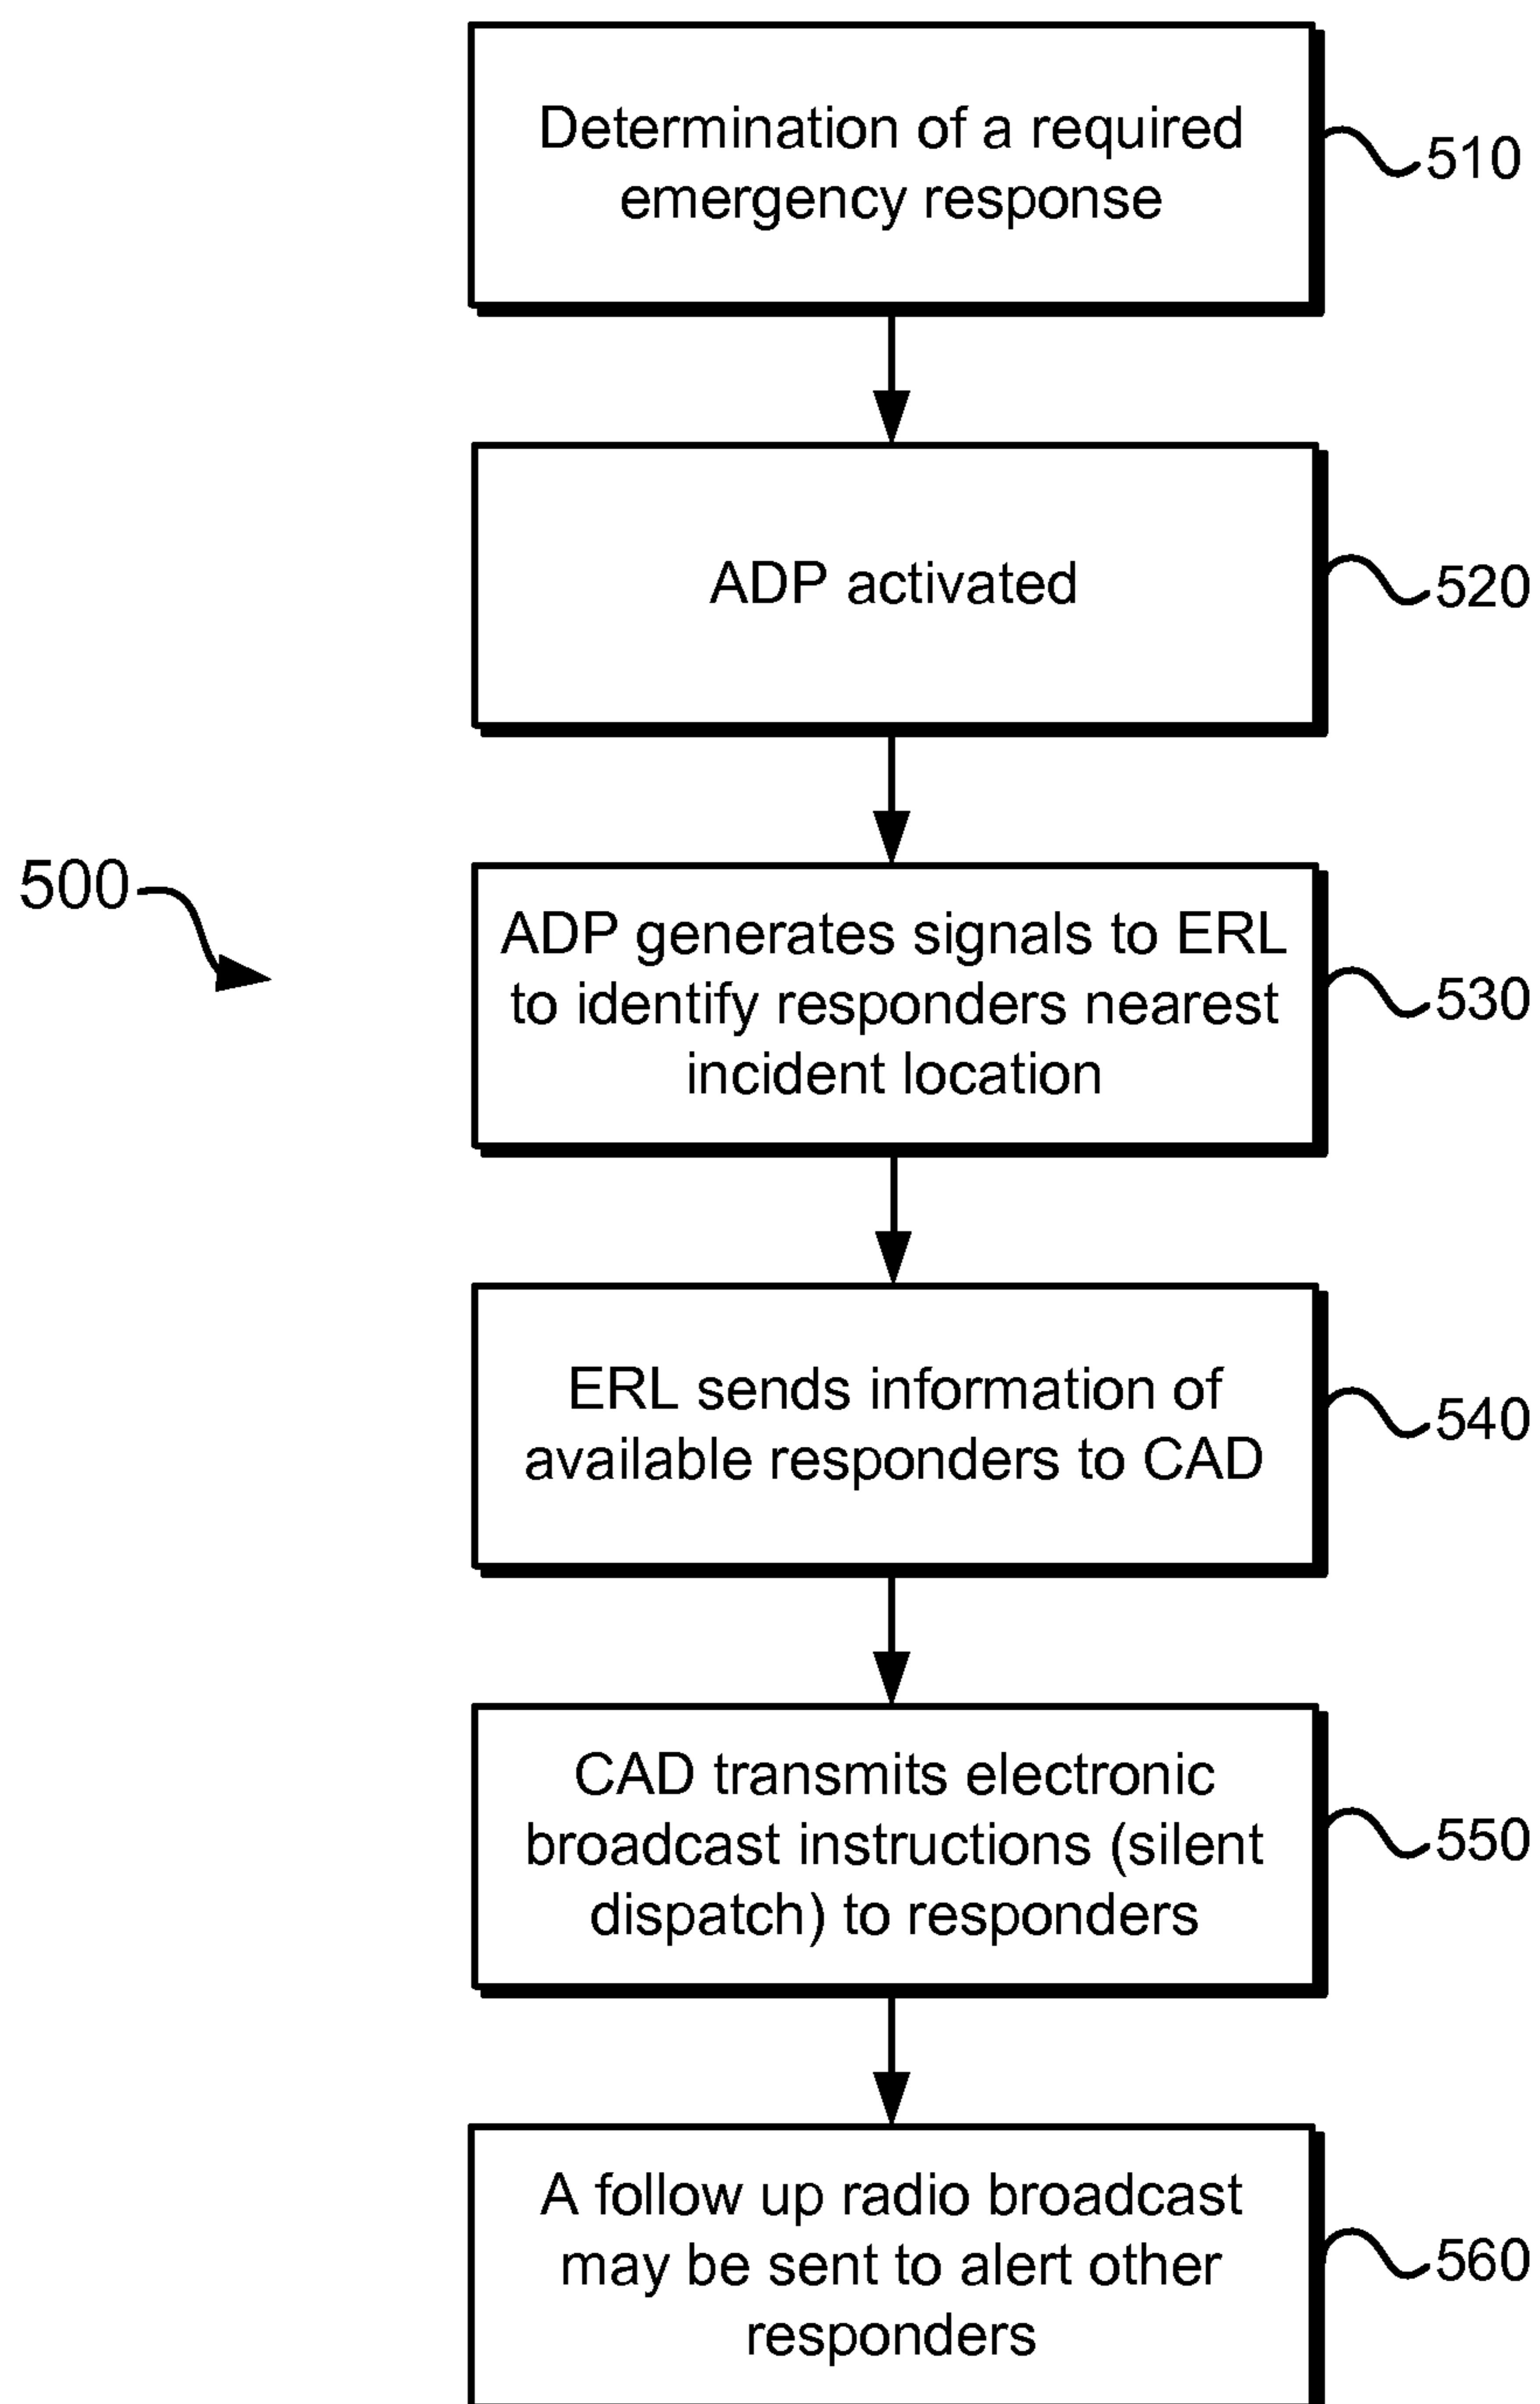 Determination of a required
emergency response
510
ADP activated
520
500
ADP generates signals to ERL
to identify responders nearest
incident location
530
ERL sends information of
available responders to CAD
540
CAD transmits electronic
broadcast instructions (silent
dispatch) to responders
550
A follow up radio broadcast
may be sent to alert other
responders
560